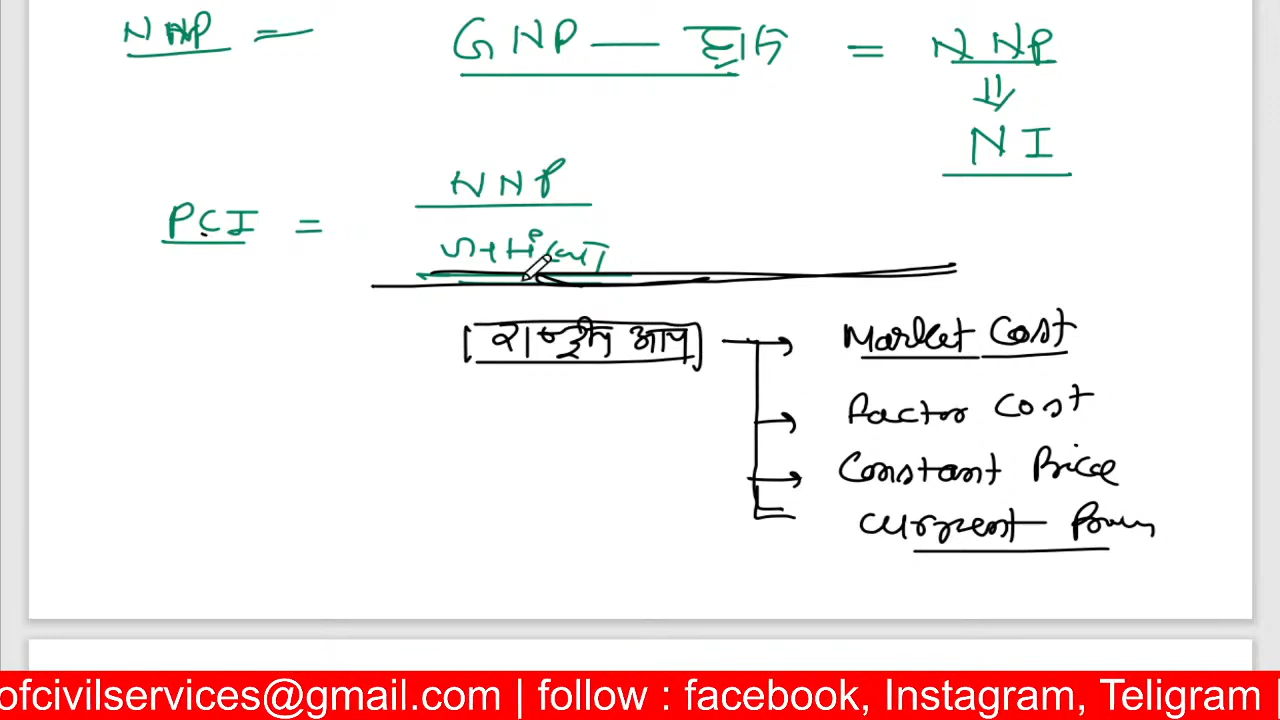 NNP = GNP — ह्रास = NNP
⇓
NI
NNP
PCI =
जनसंख्या
[राष्ट्रीय आय] → Market Cost
→ Factor Cost
→ Constant Price
Current
ofcivilservices@gmail.com | follow : facebook, Instagram, Teligram |